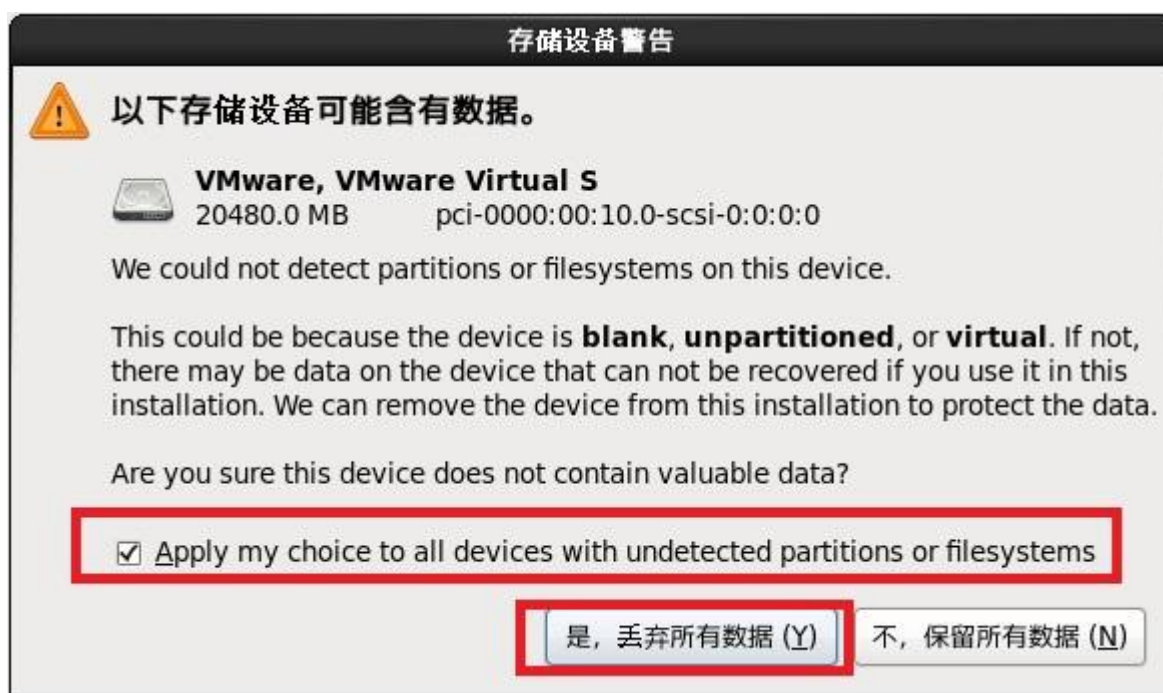 存储设备警告
以下存储设备可能含有数据。
VMware, VMware Virtual S
20480.0 MB pci-0000:00:10.0-scsi-0:0:0:0
We could not detect partitions or filesystems on this device.
This could be because the device is blank, unpartitioned, or virtual. If not,
there may be data on the device that can not be recovered if you use it in this
installation. We can remove the device from this installation to protect the data.
Are you sure this device does not contain valuable data?
Apply my choice to all devices with undetected partitions or filesystems
是，丢弃所有数据 (Y) 不，保留所有数据 (N)